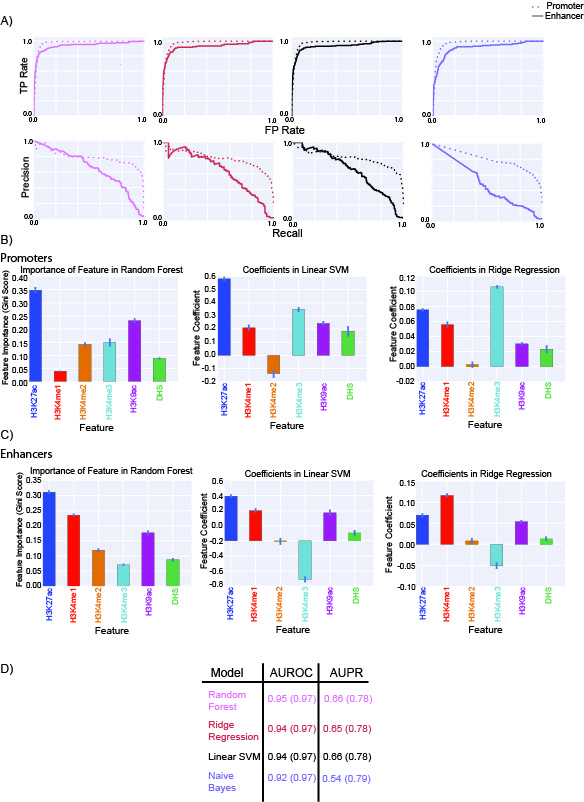 Promoter
Enhancer
A)
TP Rate
1.0
0.0
0.0
1.0
1.0
0.0
0.0
1.0
1.0
0.0
0.0
1.0
1.0
0.0
0.0
1.0
FP Rate
Precision
1.0
0.0
0.0
1.0
1.0
0.0
0.0
1.0
1.0
0.0
0.0
1.0
1.0
0.0
0.0
1.0
Recall
B)
Promoters
Importance of Feature in Random Forest
Feature Importance (Gini Score)
0.40
0.35
0.30
0.25
0.20
0.15
0.10
0.05
0.00
H3K27ac
H3K4me1
H3K4me2
H3K4me3
H3K9ac
DHS
Feature
Coefficients in Linear SVM
Feature Coefficient
0.6
0.5
0.4
0.3
0.2
0.1
0.0
-0.1
-0.2
H3K27ac
H3K4me1
H3K4me2
H3K4me3
H3K9ac
DHS
Feature
Coefficients in Ridge Regression
Feature Coefficient
0.12
0.10
0.08
0.06
0.04
0.02
0.00
-0.02
H3K27ac
H3K4me1
H3K4me2
H3K4me3
H3K9ac
DHS
Feature
C)
Enhancers
Importance of Feature in Random Forest
Feature Importance (Gini Score)
0.35
0.30
0.25
0.20
0.15
0.10
0.05
0.00
H3K27ac
H3K4me1
H3K4me2
H3K4me3
H3K9ac
DHS
Feature
Coefficients in Linear SVM
Feature Coefficient
0.6
0.4
0.2
0.0
-0.2
-0.4
-0.6
-0.8
H3K27ac
H3K4me1
H3K4me2
H3K4me3
H3K9ac
DHS
Feature
Coefficients in Ridge Regression
Feature Coefficient
0.15
0.10
0.05
0.00
-0.05
-0.10
H3K27ac
H3K4me1
H3K4me2
H3K4me3
H3K9ac
DHS
Feature
D)
Model AUROC AUPR
Random
Forest 0.95 (0.97) 0.66 (0.78)
Ridge
Regression 0.94 (0.97) 0.65 (0.78)
Linear SVM 0.94 (0.97) 0.66 (0.78)
Naive
Bayes 0.92 (0.97) 0.54 (0.79)